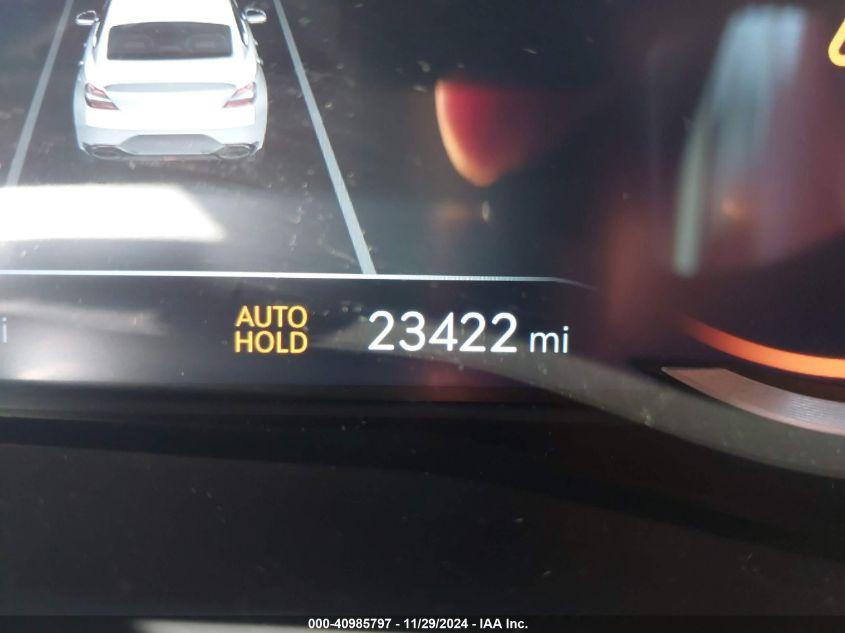 AUTO
HOLD
23422 mi
000-40985797 - 11/29/2024 - IAA Inc.